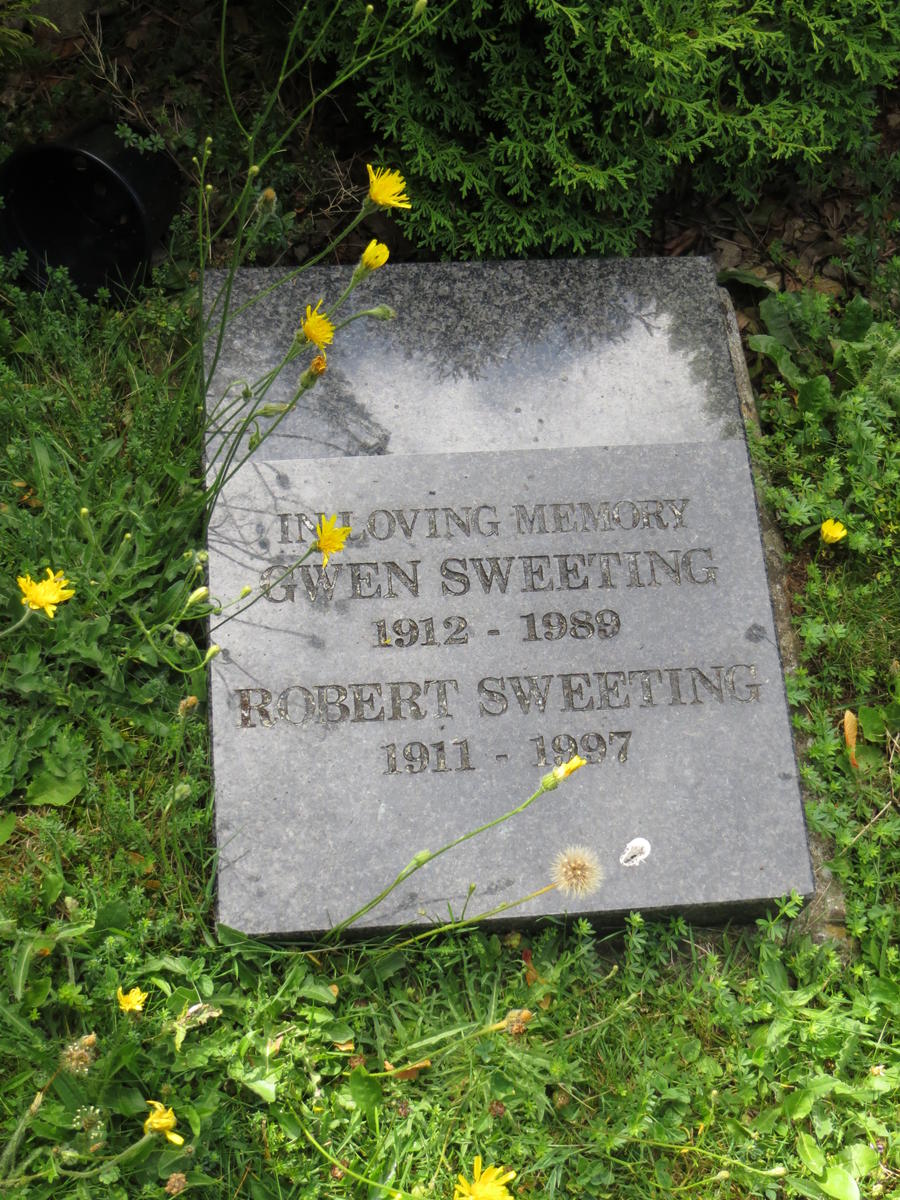 IN LOVING MEMORY
GWEN SWEETING
1912 - 1989
ROBERT SWEETING
1911 - 1997